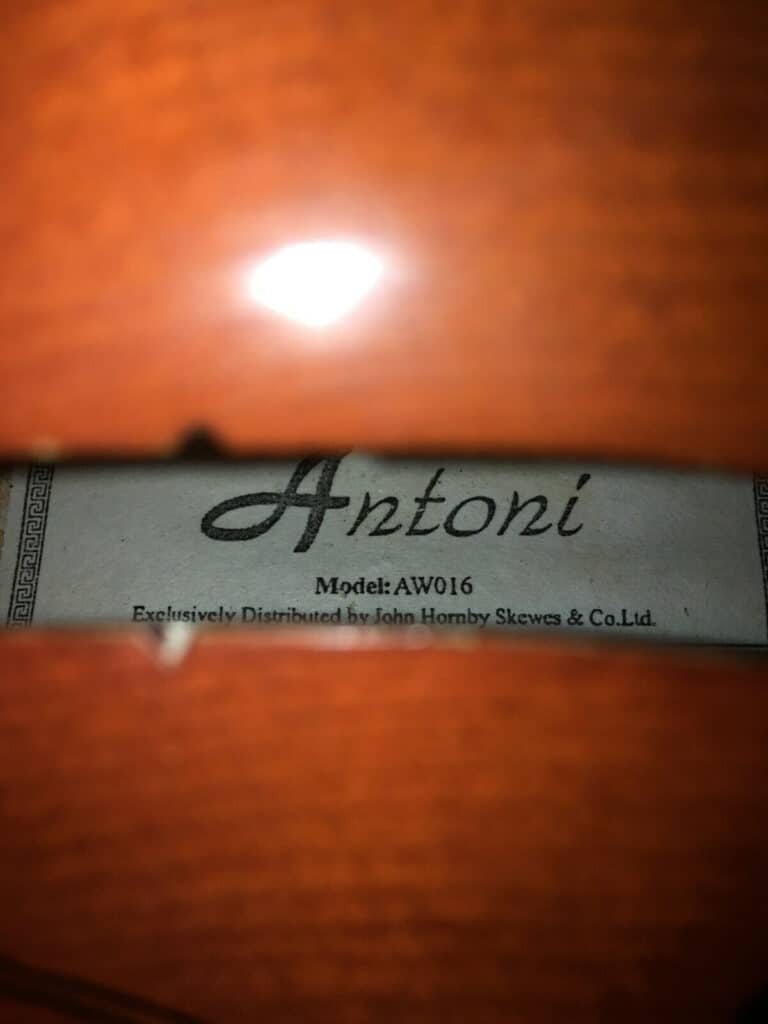 Antoni
Model:AW016
Exclusively Distributed by John Hornby Skewes & Co.Ltd.